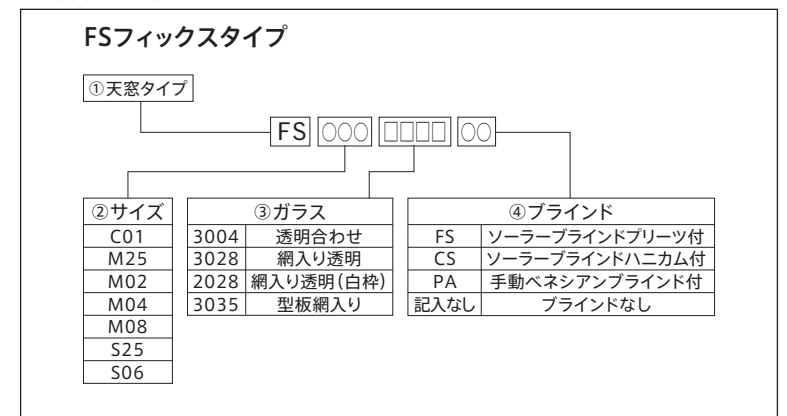 FSフィックスタイプ
①天窓タイプ
FS ○○○ □□□□ ○○
②サイズ
C01
M25
M02
M04
M08
S25
S06
③ガラス
3004 透明合わせ
3028 網入り透明
2028 網入り透明(白枠)
3035 型板網入り
④ブラインド
FS ソーラーブラインドプリーツ付
CS ソーラーブラインドハニカム付
PA 手動ベネシアンブラインド付
記入なし ブラインドなし